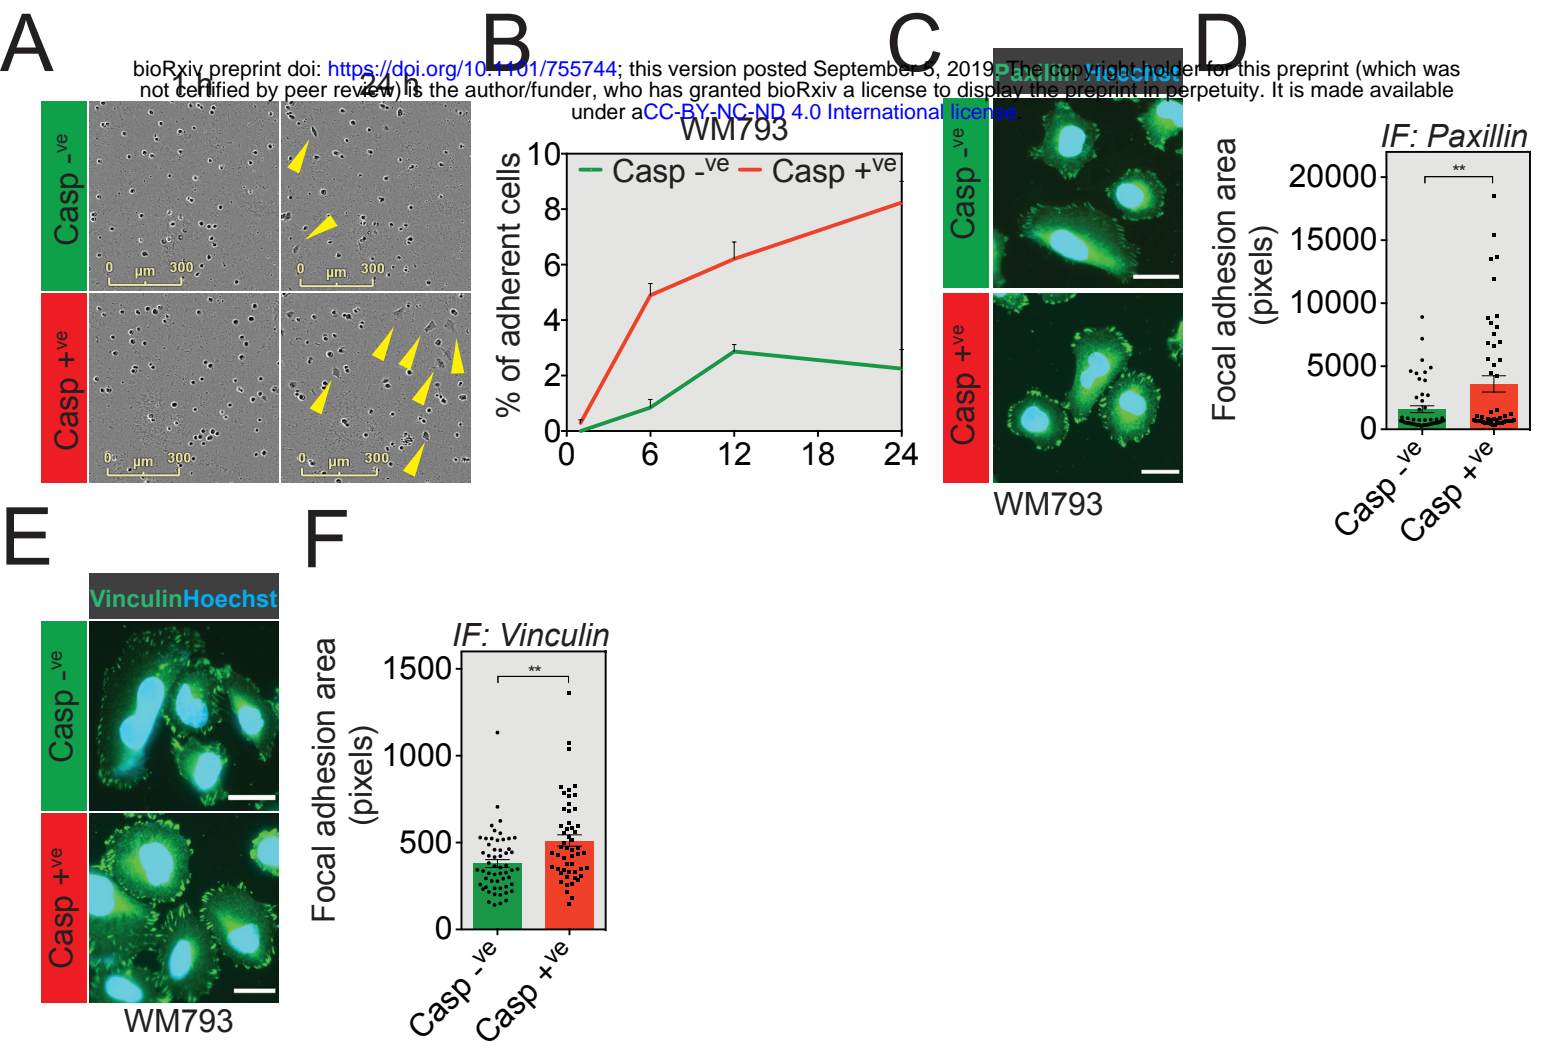 A
B
C
D
bioRxiv preprint doi: https://doi.org/10.1101/755744; this version posted September 5, 2019. The copyright holder for this preprint (which was
not certified by peer review) is the author/funder, who has granted bioRxiv a license to display the preprint in perpetuity. It is made available
under aCC-BY-NC-ND 4.0 International license.
1 h
24 h
Casp -ve
Casp +ve
0 µm 300
0 µm 300
0 µm 300
0 µm 300
WM793
% of adherent cells
Casp -ve
Casp +ve
10
8
6
4
2
0
0 6 12 18 24
Paxillin Hoechst
Casp -ve
Casp +ve
WM793
IF: Paxillin
Focal adhesion area
(pixels)
**
20000
15000
10000
5000
0
Casp -ve
Casp +ve
E
F
VinculinHoechst
Casp -ve
Casp +ve
WM793
IF: Vinculin
Focal adhesion area
(pixels)
**
1500
1000
500
0
Casp -ve
Casp +ve